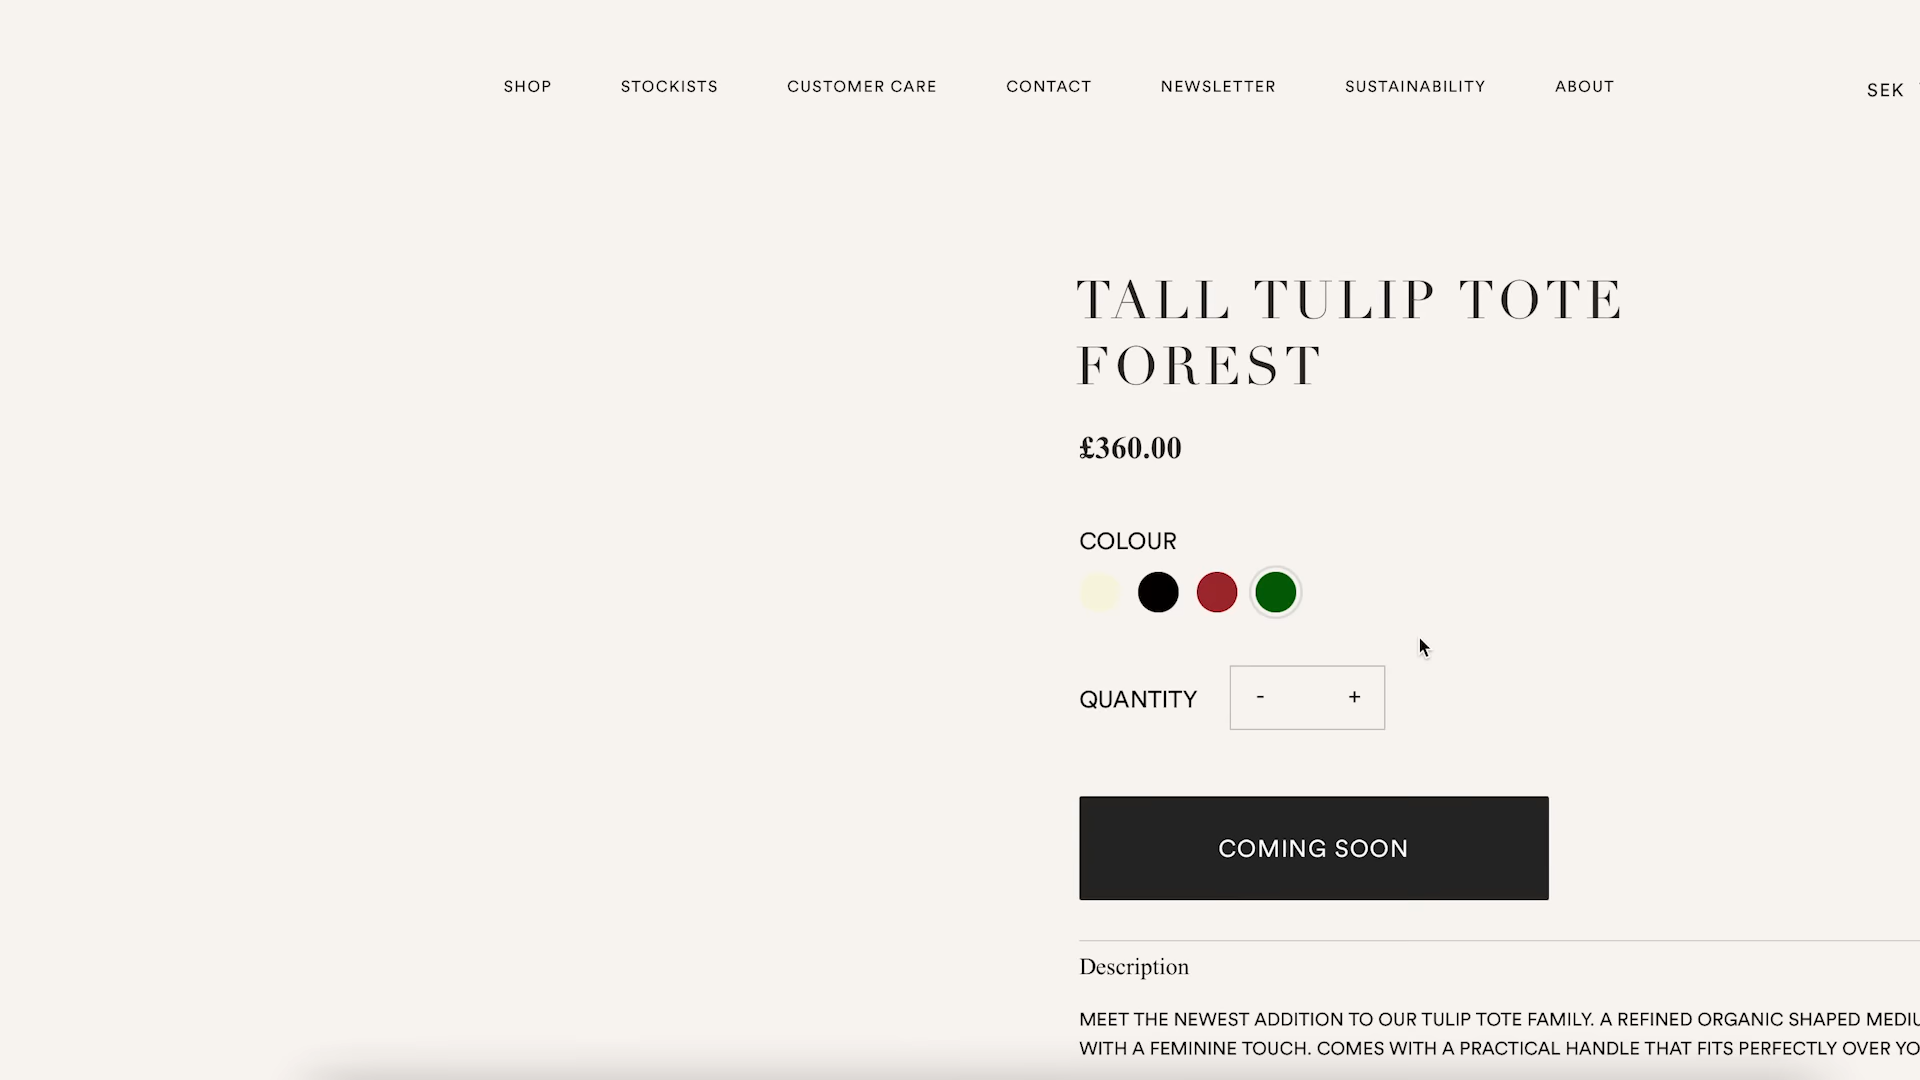 SHOP STOCKISTS CUSTOMER CARE CONTACT NEWSLETTER SUSTAINABILITY ABOUT SEK
TALL TULIP TOTE
FOREST
£360.00
COLOUR
QUANTITY - +
COMING SOON
Description
MEET THE NEWEST ADDITION TO OUR TULIP TOTE FAMILY. A REFINED ORGANIC SHAPED
WITH A FEMININE TOUCH. COMES WITH A PRACTICAL HANDLE THAT FITS PERFECTLY OVER